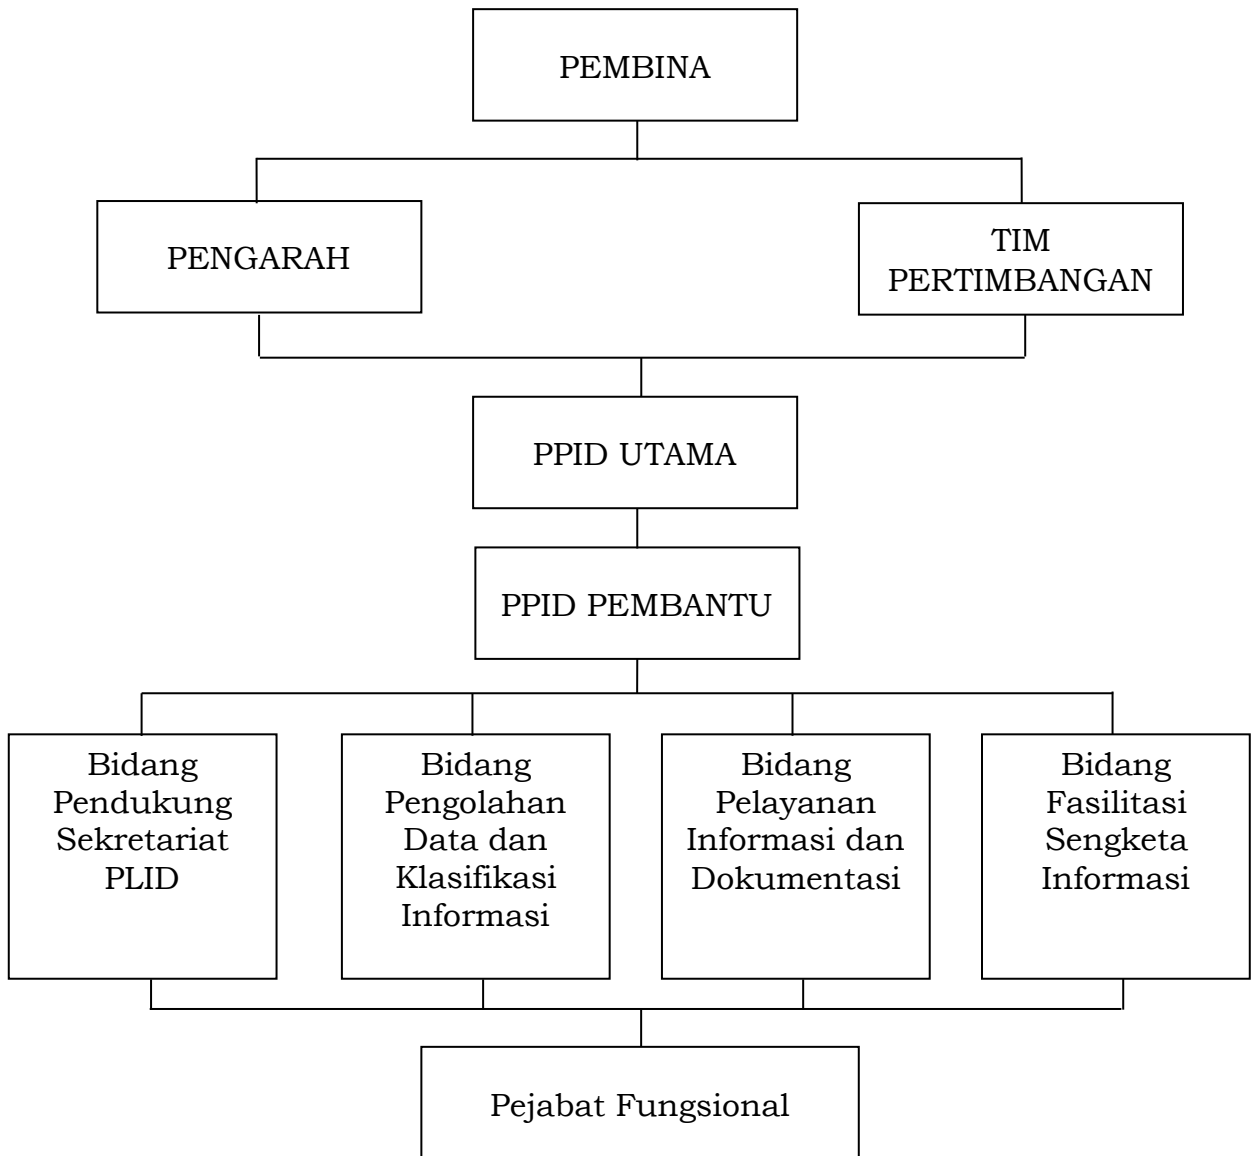 PEMBINA
PENGARAH
TIM
PERTIMBANGAN
PPID UTAMA
PPID PEMBANTU
Bidang
Pendukung
Sekretariat
PLID
Bidang
Pengolahan
Data dan
Klasifikasi
Informasi
Bidang
Pelayanan
Informasi dan
Dokumentasi
Bidang
Fasilitasi
Sengketa
Informasi
Pejabat Fungsional